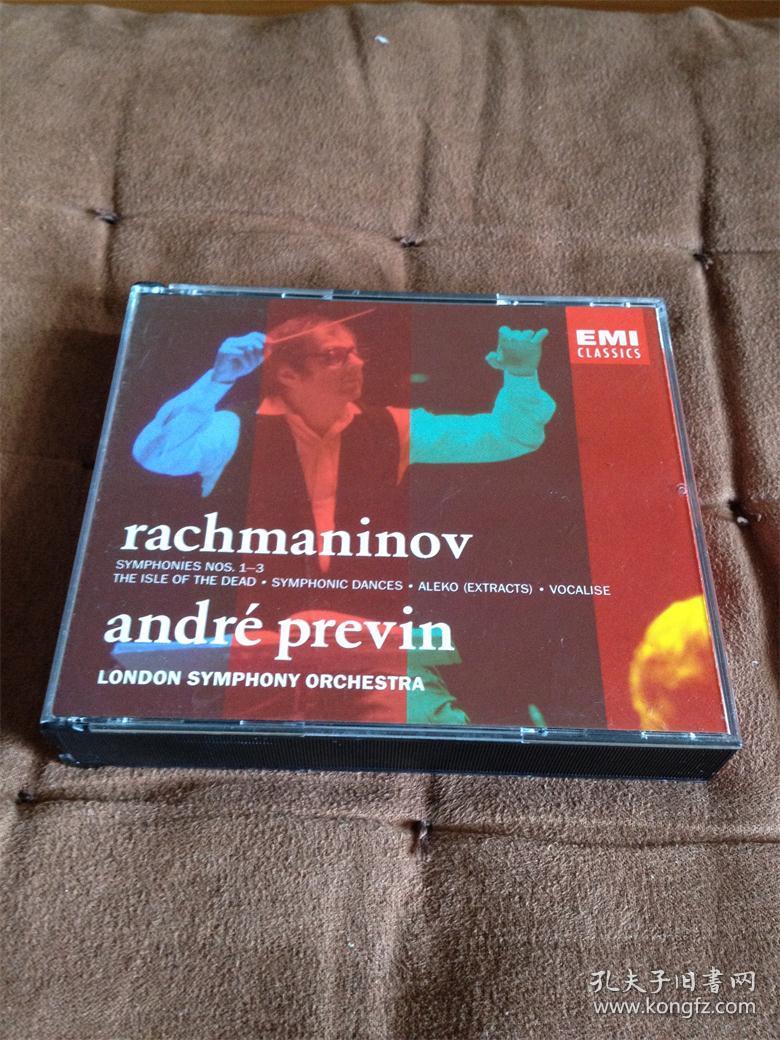 EMI
CLASSICS
rachmaninov
SYMPHONIES NOS. 1–3
THE ISLE OF THE DEAD • SYMPHONIC DANCES • ALEKO (EXTRACTS) • VOCALISE
andré previn
LONDON SYMPHONY ORCHESTRA
孔夫子旧书网
www.kongfz.com